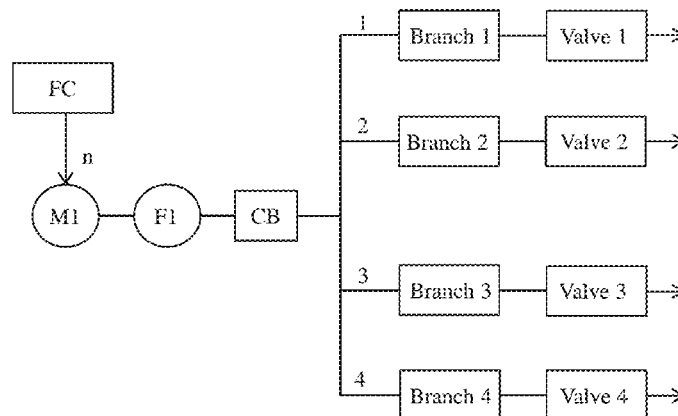 1
Branch 1
Valve 1
FC
2
Branch 2
Valve 2
n
M1
F1
CB
3
Branch 3
Valve 3
4
Branch 4
Valve 4